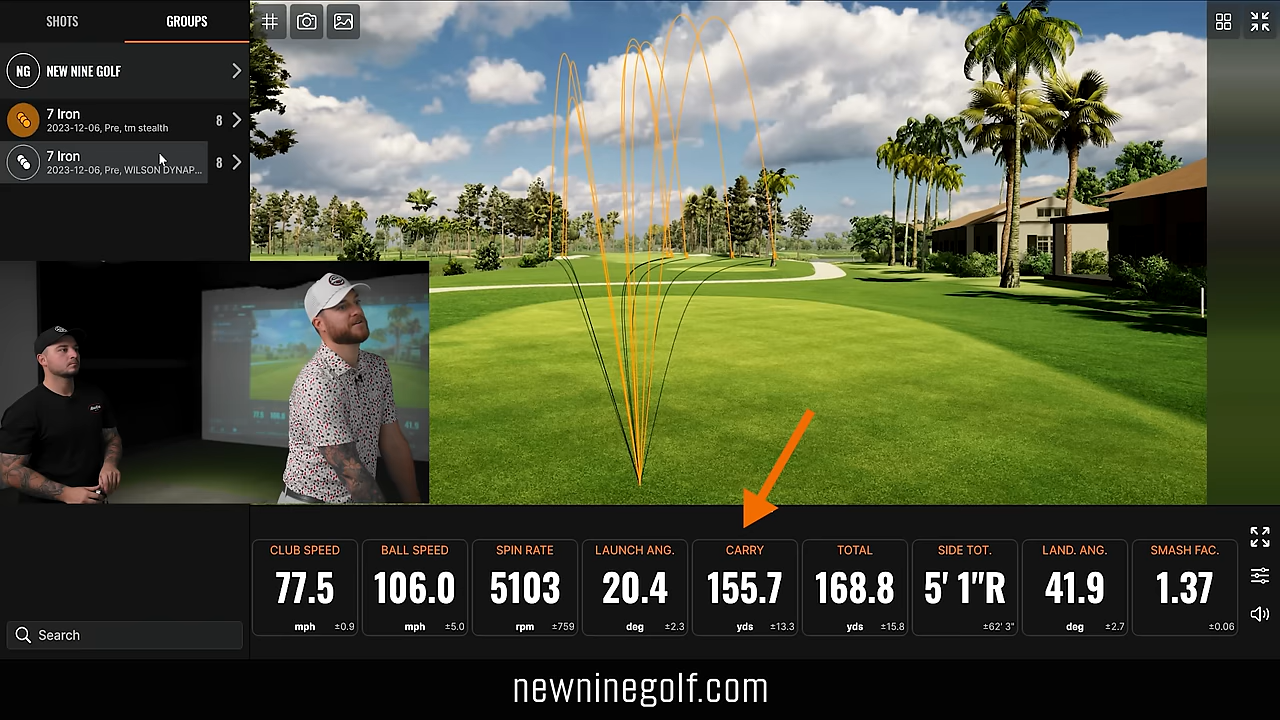 SHOTS
GROUPS
NG
NEW NINE GOLF
7 Iron
2023-12-06, Pre, tm stealth
8
7 Iron
2023-12-06, Pre, WILSON DYNAP...
8
CLUB SPEED
77.5
mph ±0.9
BALL SPEED
106.0
mph ±5.0
SPIN RATE
5103
rpm ±759
LAUNCH ANG.
20.4
deg ±2.3
CARRY
155.7
yds ±13.3
TOTAL
168.8
yds ±15.8
SIDE TOT.
5' 1"R
±62' 3"
LAND. ANG.
41.9
deg ±2.7
SMASH FAC.
1.37
±0.06
Search
newninegolf.com